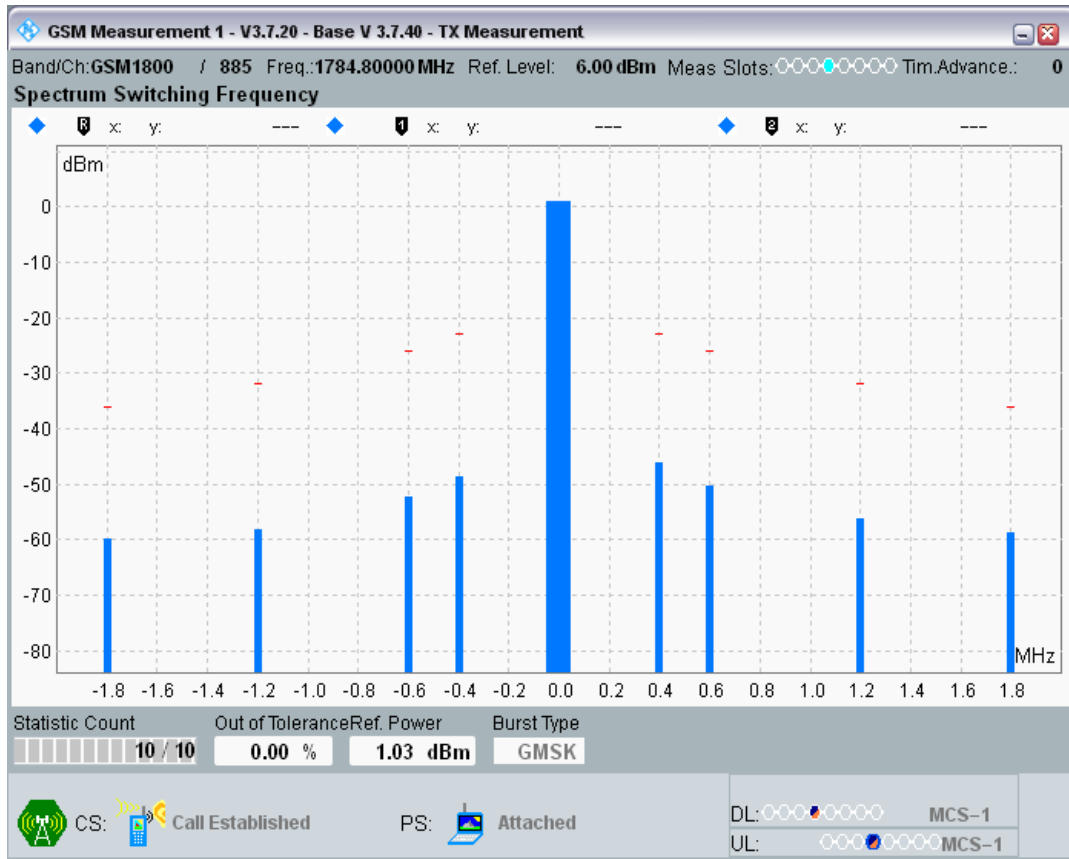 GSM Measurement 1 - V3.7.20 - Base V 3.7.40 - TX Measurement
Band/Ch:GSM1800 / 885 Freq.:1784.80000 MHz Ref. Level: 6.00 dBm Meas Slots: Tim.Advance.: 0
Spectrum Switching Frequency
R x: y: --- 1 x: y: --- 2 x: y: ---
dBm
0
-10
-20
-30
-40
-50
-60
-70
-80
MHz
-1.8 -1.6 -1.4 -1.2 -1.0 -0.8 -0.6 -0.4 -0.2 0.0 0.2 0.4 0.6 0.8 1.0 1.2 1.4 1.6 1.8
Statistic Count Out of Tolerance Ref. Power Burst Type
10 / 10 0.00 % 1.03 dBm GMSK
CS: Call Established PS: Attached
DL: MCS-1
UL: MCS-1